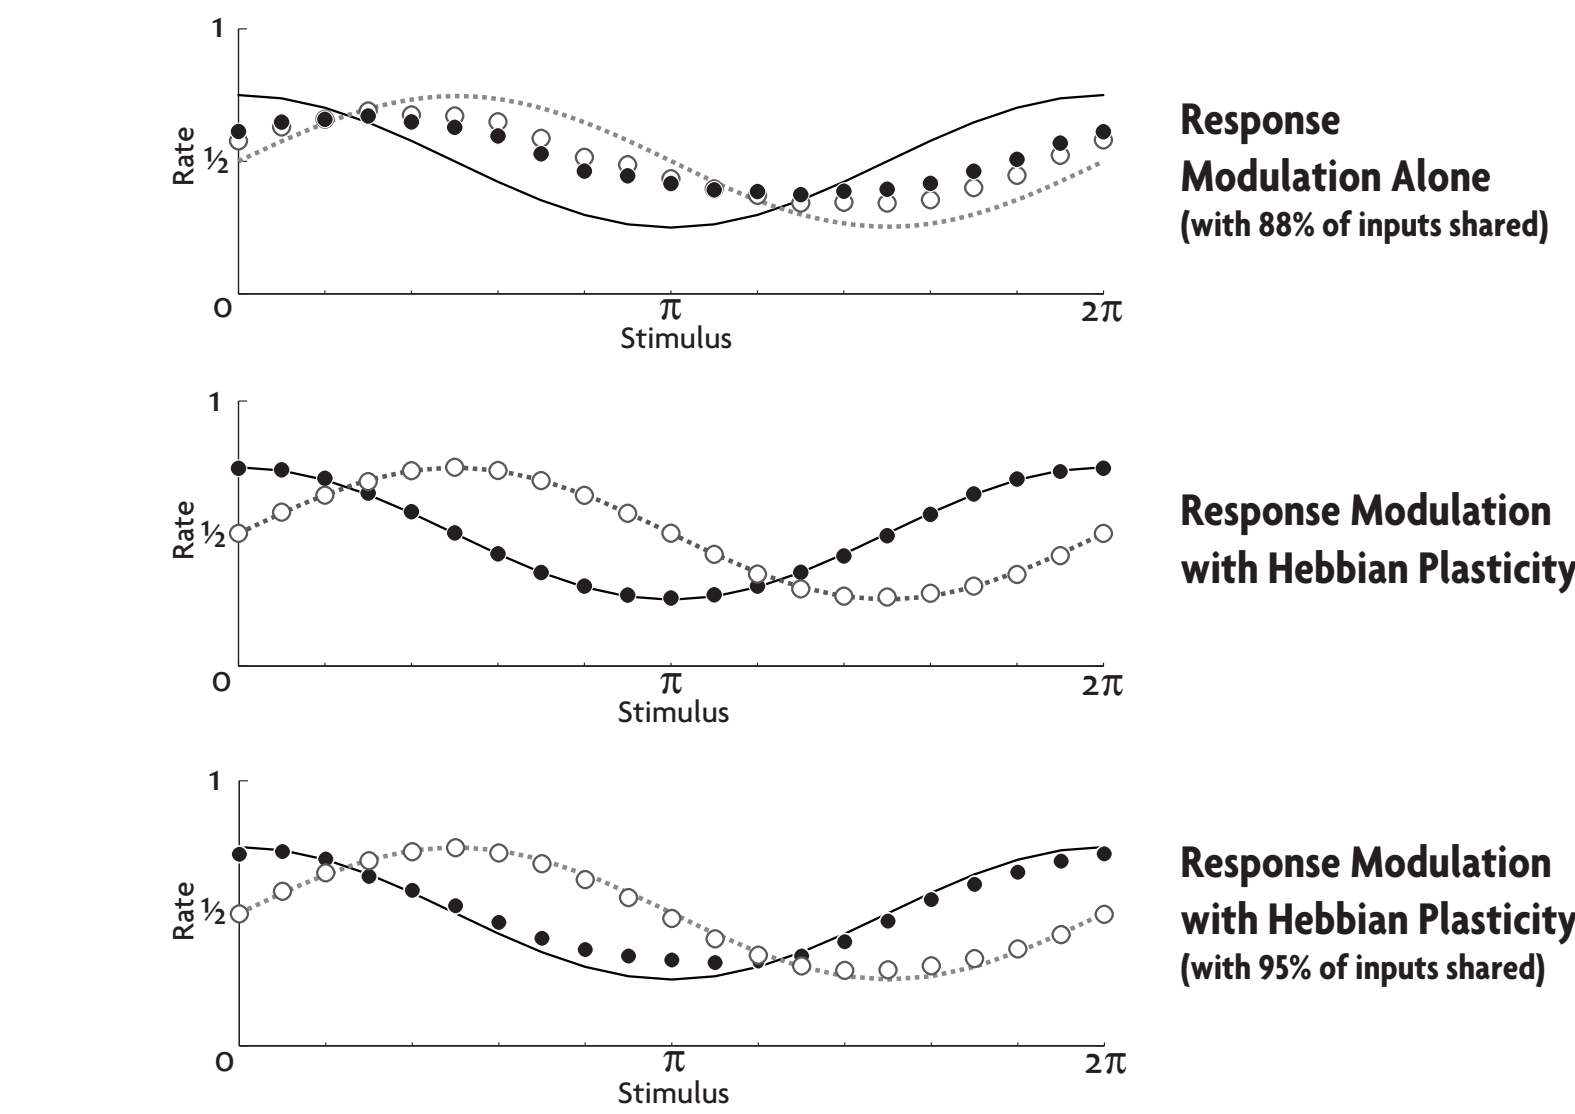 1
Rate
½
0
π
2π
Stimulus
Response
Modulation Alone
(with 88% of inputs shared)
1
Rate
½
0
π
2π
Stimulus
Response Modulation
with Hebbian Plasticity
1
Rate
½
0
π
2π
Stimulus
Response Modulation
with Hebbian Plasticity
(with 95% of inputs shared)